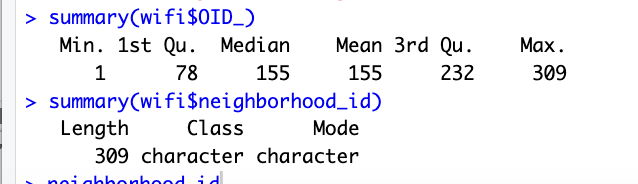 > summary(wifi$OID_)
Min. 1st Qu. Median Mean 3rd Qu. Max.
1 78 155 155 232 309
> summary(wifi$neighborhood_id)
Length Class Mode
309 character character
> neighborhood_id